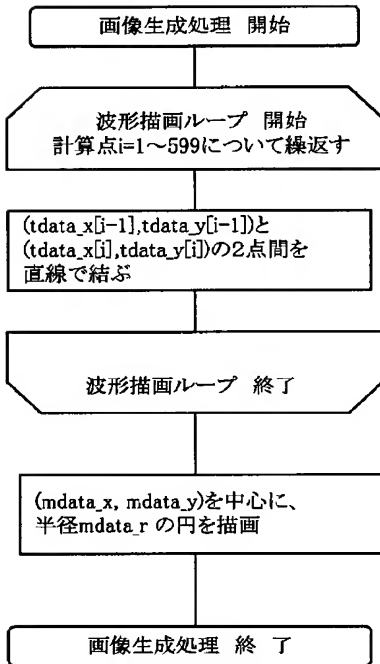 画像生成処理 開始
波形描画ループ 開始
計算点i=1～599について繰返す
(tdata_x[i-1],tdata_y[i-1])と
(tdata_x[i],tdata_y[i])の2点間を
直線で結ぶ
波形描画ループ 終了
(mdata_x, mdata_y)を中心に、
半径mdata_r の円を描画
画像生成処理 終 了